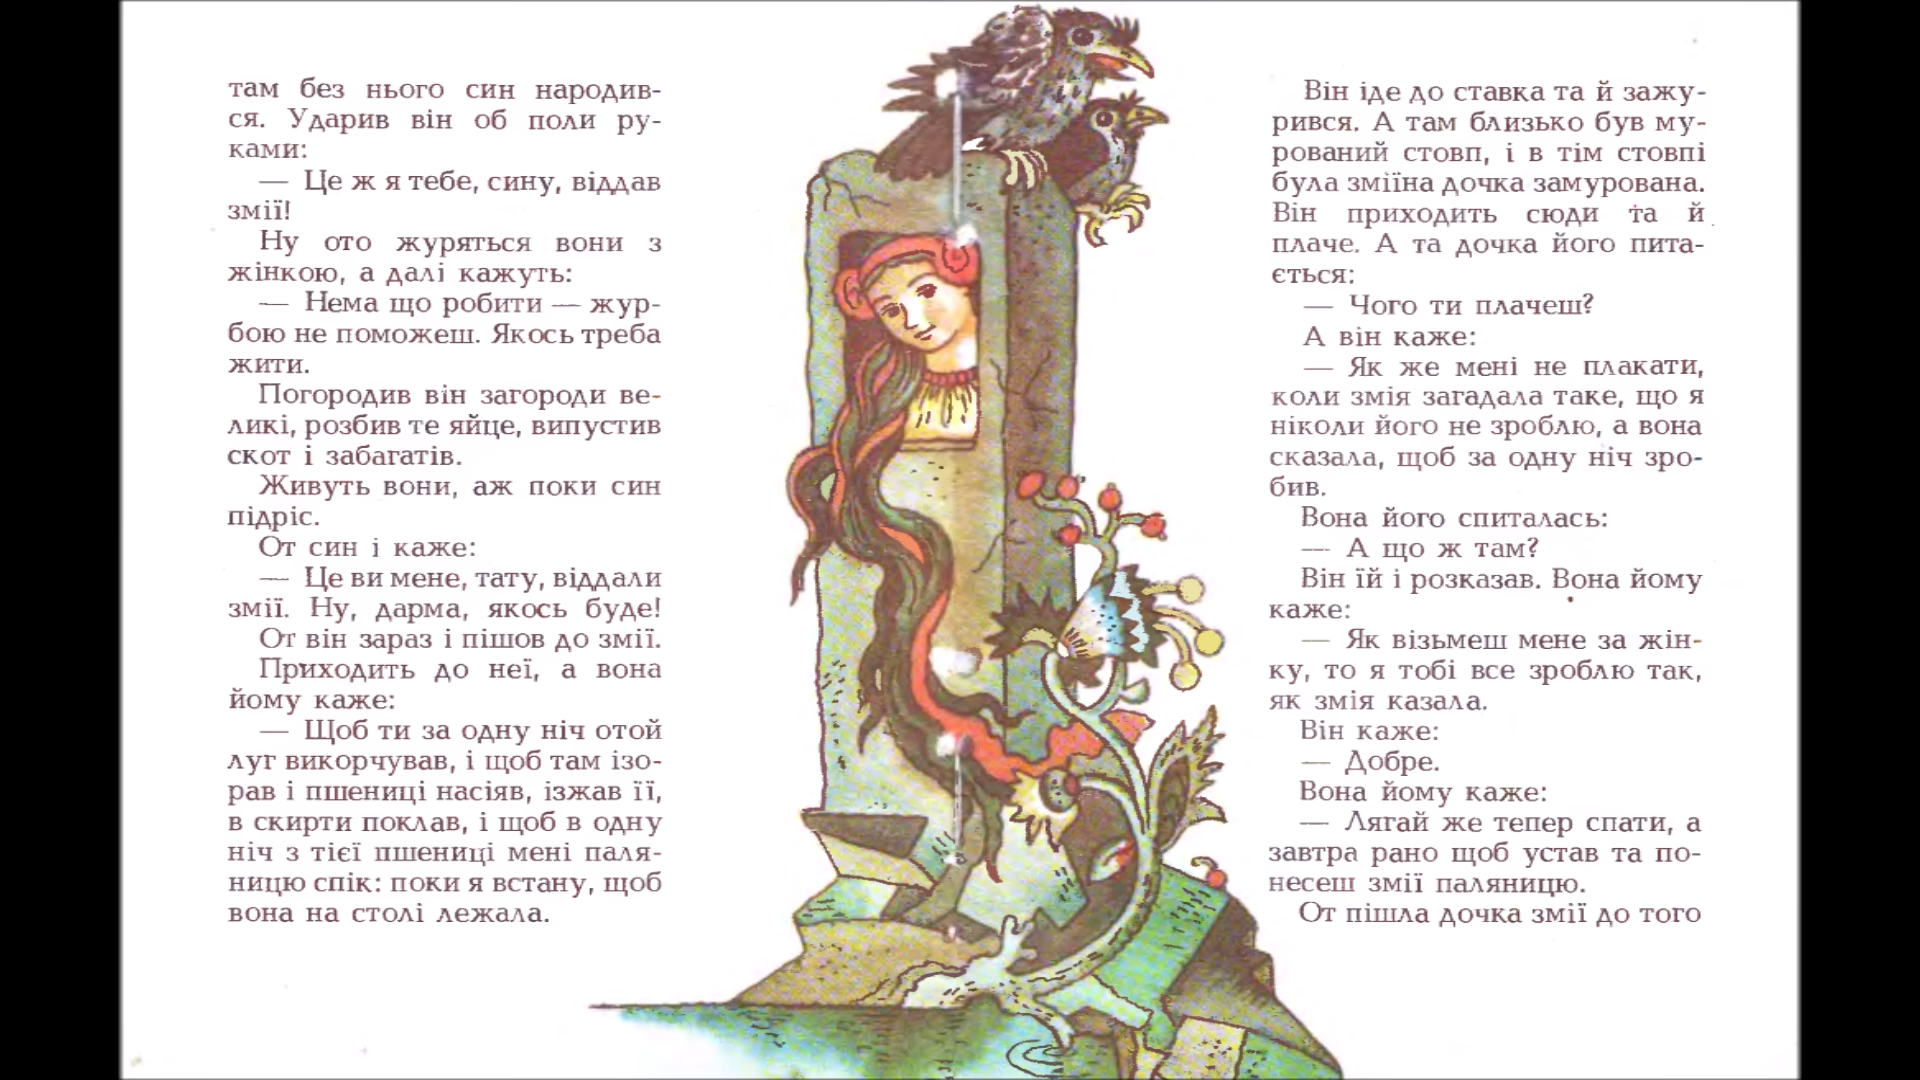 там без нього син народив-
ся. Ударив він об поли ру-
ками:
— Це ж я тебе, сину, віддав
змії!
Ну ото журяться вони з
жінкою, а далі кажуть:
— Нема що робити — жур-
бою не поможеш. Якось треба
жити.
Погородив він загороди ве-
ликі, розбив те яйце, випустив
скот і забагатів.
Живуть вони, аж поки син
підріс.
От син і каже:
— Це ви мене, тату, віддали
змії. Ну, дарма, якось буде!
От він зараз і пішов до змії.
Приходить до неї, а вона
йому каже:
— Щоб ти за одну ніч отой
луг викорчував, і щоб там ізо-
рав і пшениці насіяв, ізжав її,
в скирти поклав, і щоб в одну
ніч з тієї пшениці мені паля-
ницю спік: поки я встану, щоб
вона на столі лежала.
Він іде до ставка та й зажу-
рився. А там близько був му-
рований стовп, і в тім стовпі
була зміїна дочка замурована.
Він приходить сюди та й
плаче. А та дочка його пита-
ється:
— Чого ти плачеш?
А він каже:
— Як же мені не плакати,
коли змія загадала таке, що я
ніколи його не зроблю, а вона
сказала, щоб за одну ніч зро-
бив.
Вона його спиталась:
— А що ж там?
Він їй і розказав. Вона йому
каже:
— Як візьмеш мене за жін-
ку, то я тобі все зроблю так,
як змія казала.
Він каже:
— Добре.
Вона йому каже:
— Лягай же тепер спати, а
завтра рано щоб устав та по-
несеш змії паляницю.
От пішла дочка змії до того